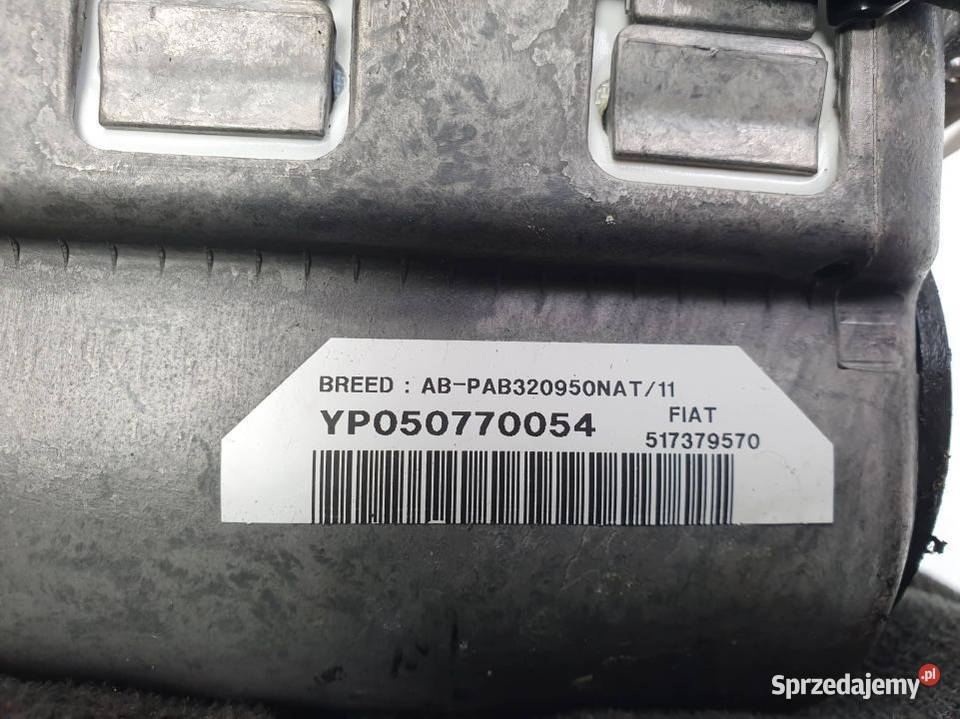 BREED : AB-PAB320950NAT/11
YP050770054 FIAT
517379570
Sprzedajemy.pl